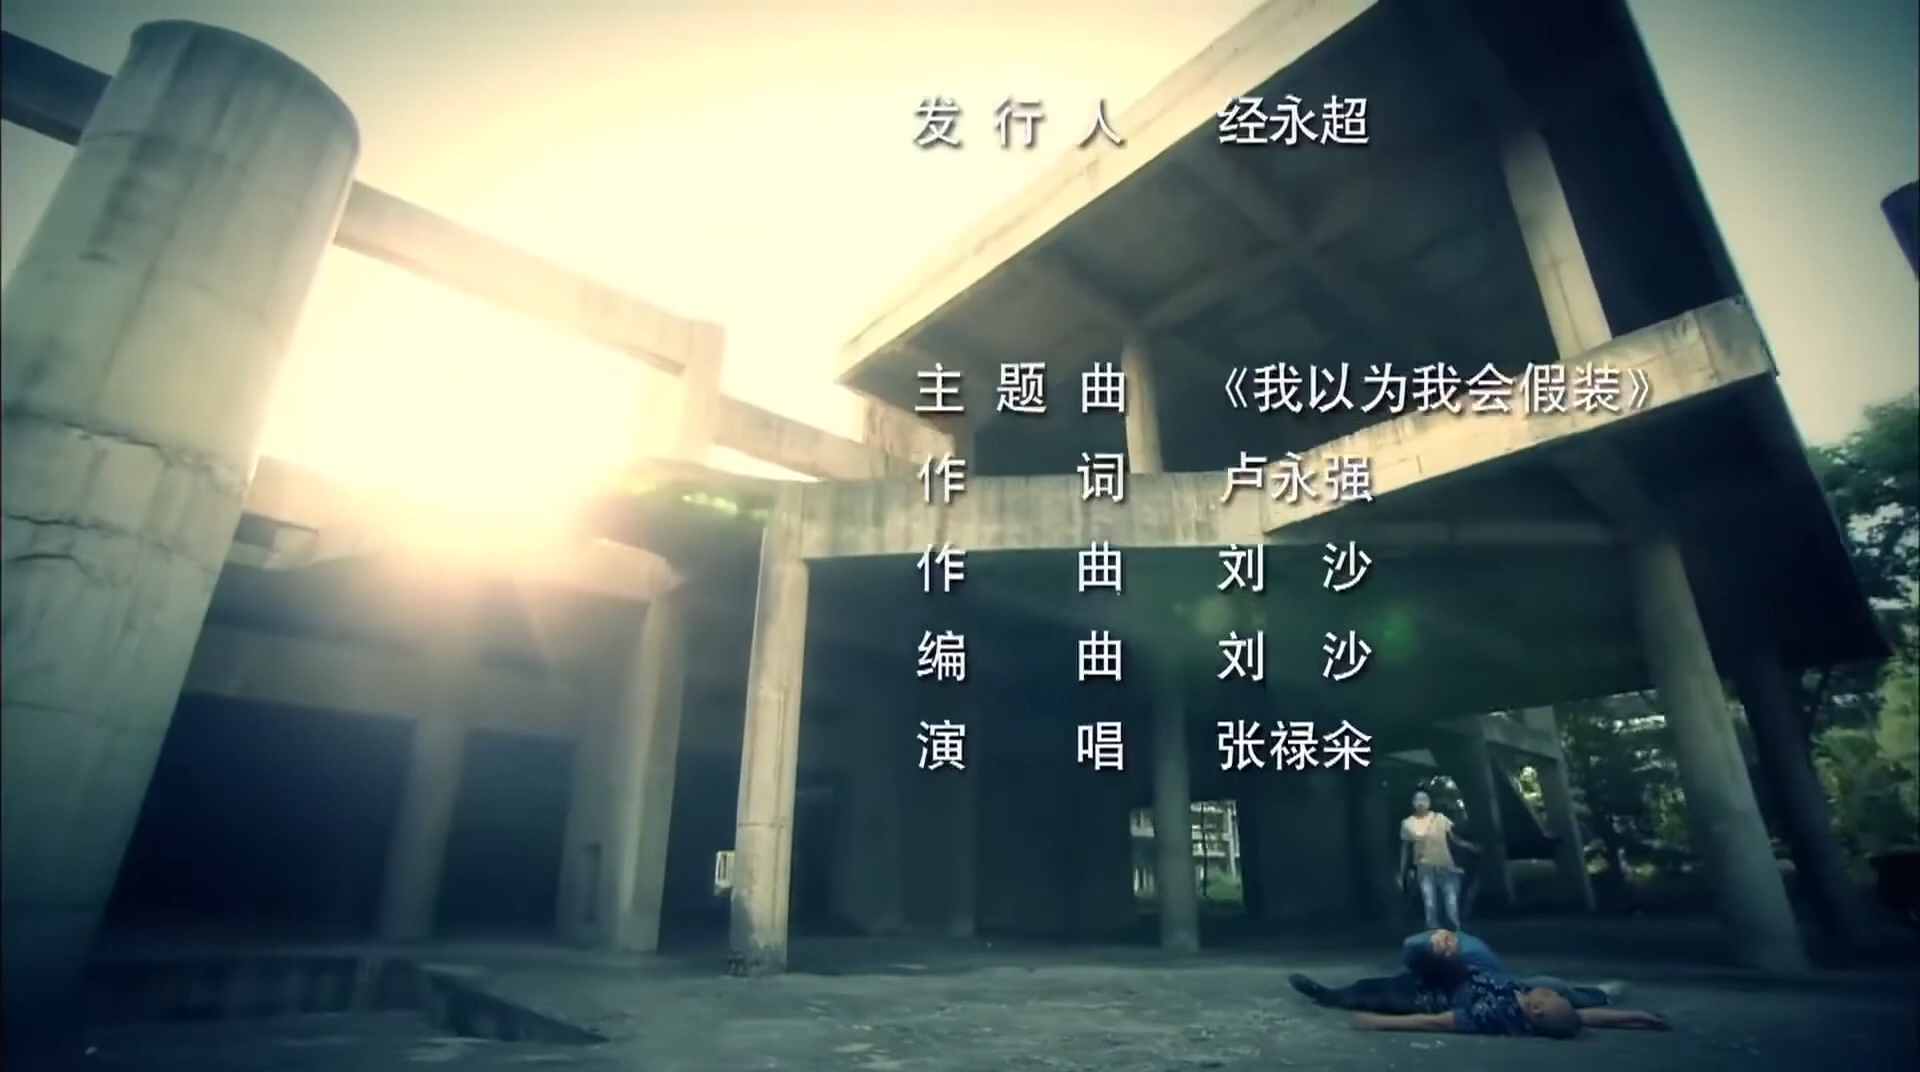 发行人 经永超
主题曲 《我以为我会假装》
作词 卢永强
作曲 刘沙
编曲 刘沙
演唱 张禄籴